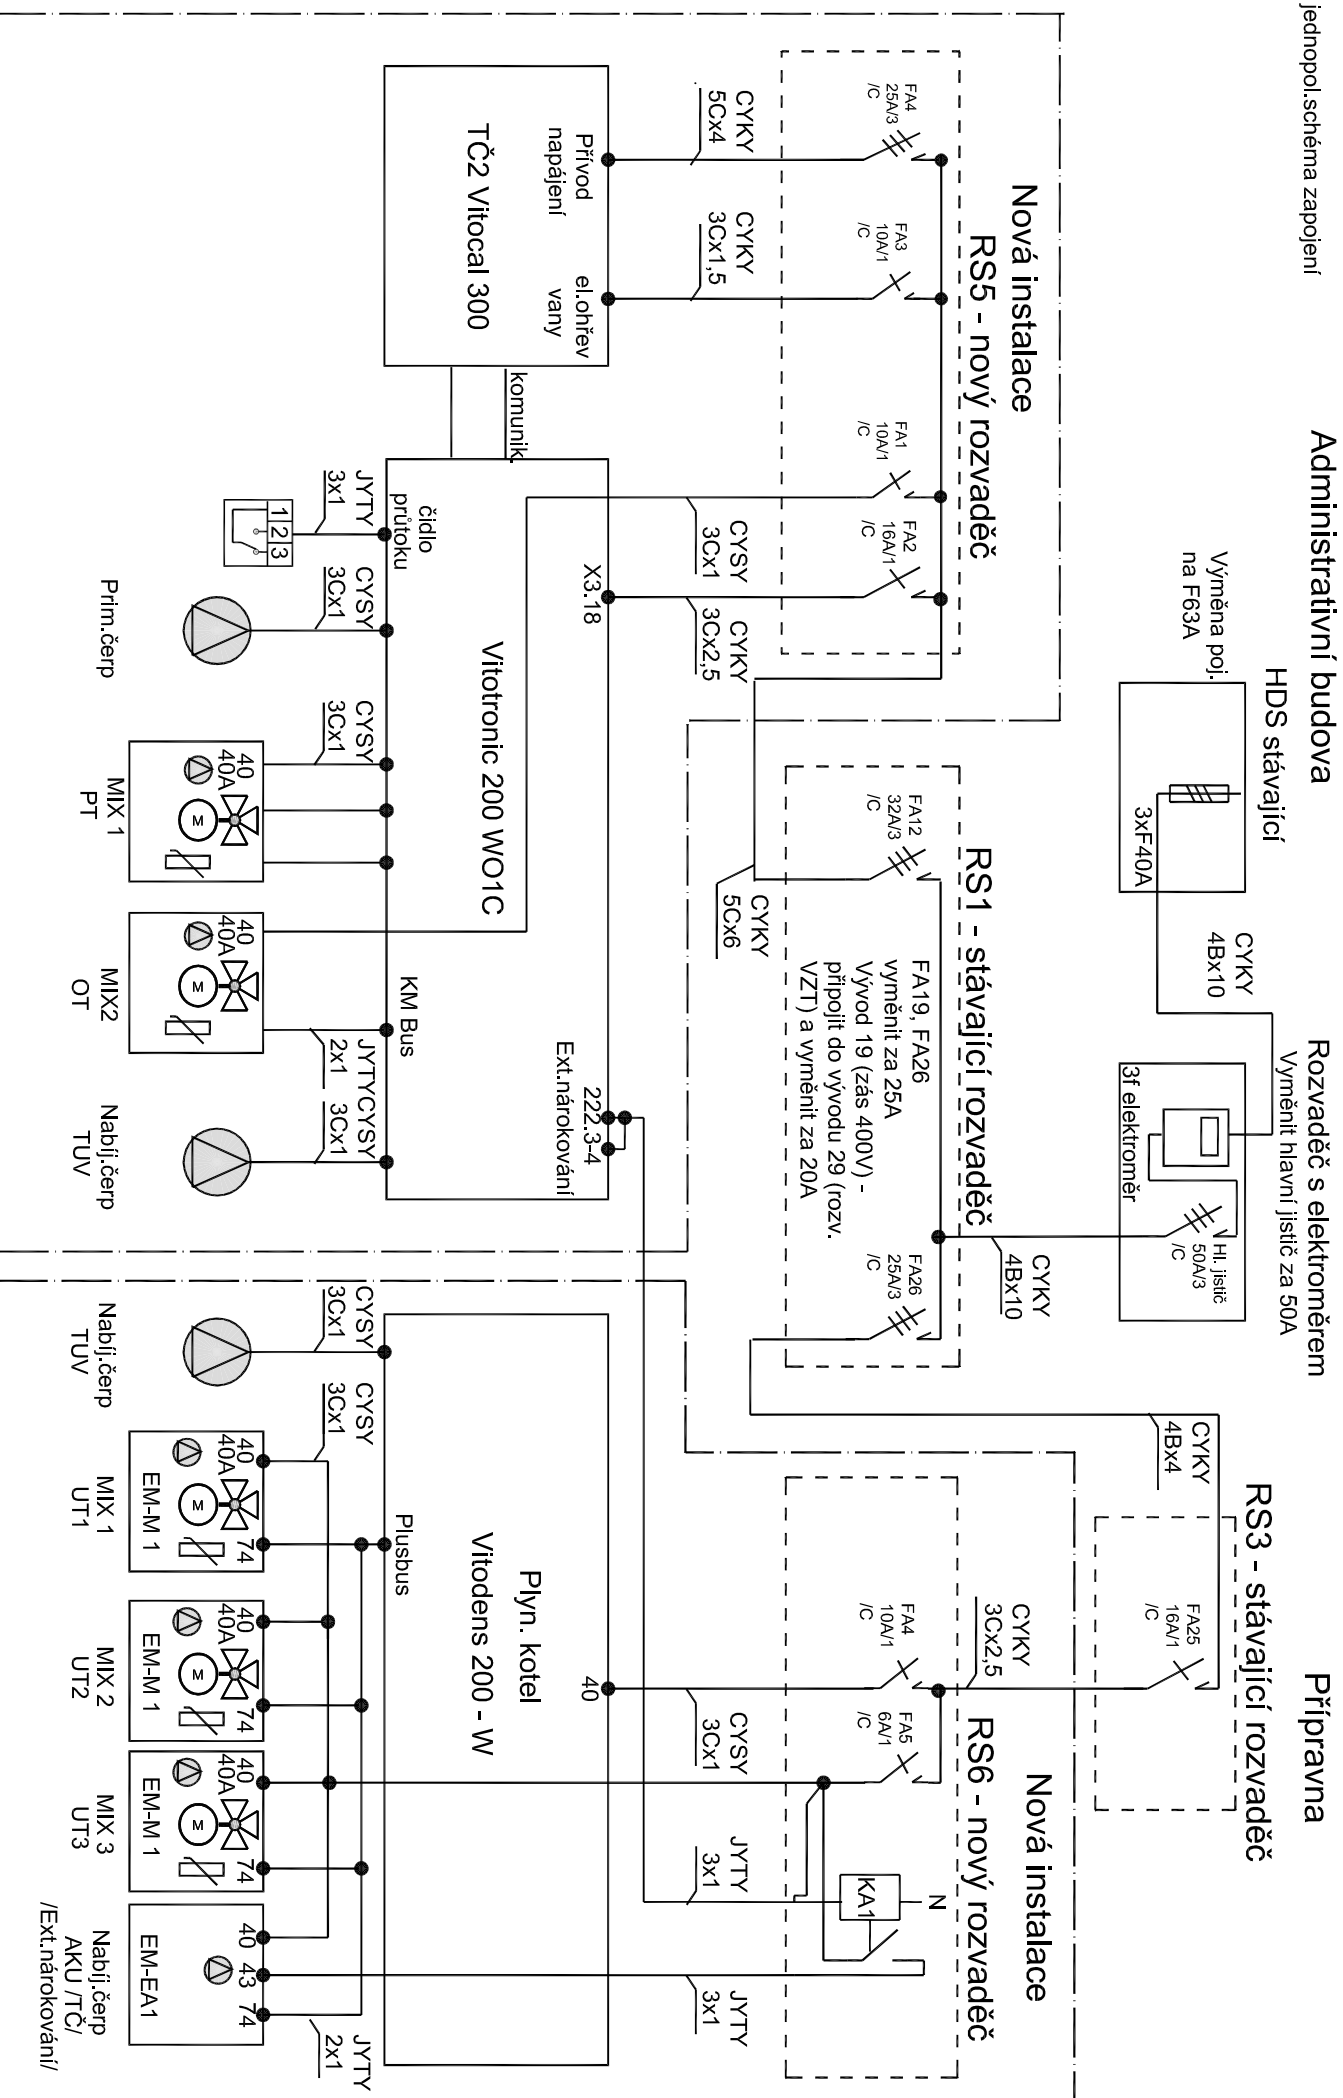 jednopol.schéma zapojení
Administrativní budova
HDS stávající
Výměna poj.
na F63A
3xF40A
CYKY
4Bx10
Rozvaděč s elektroměrem
Vyměnit hlavní jistič za 50A
3f elektroměr
Hl. jistič
50A/3
/C
CYKY
4Bx10
Přípravna
RS3 - stávající rozvaděč
FA25
16A/1
/C
CYKY
4Bx4
Nová instalace
RS5 - nový rozvaděč
FA4
25A/3
/C
FA3
10A/1
/C
FA1
10A/1
/C
FA2
16A/1
/C
CYKY
5Cx4
CYKY
3Cx1,5
CYSY
3Cx1
CYKY
3Cx2,5
RS1 - stávající rozvaděč
FA12
32A/3
/C
FA19, FA26
vyměnit za 25A
Vývod 19 (zás 400V) -
připojit do vývodu 29 (rozv.
VZT) a vyměnit za 20A
FA26
25A/3
/C
CYKY
5Cx6
Nová instalace
RS6 - nový rozvaděč
CYKY
3Cx2,5
FA4
10A/1
/C
FA5
6A/1
/C
N
KA1
CYSY
3Cx1
JYTY
3x1
JYTY
3x1
Přívod
napájení
el.ohřev
vany
TČ2 Vitocal 300
komunik.
X3.18
Vitotronic 200 WO1C
čidlo
průtoku
KM Bus
222.3-4
Ext.nárokování
JYTY
3x1
1 2 3
CYSY
3Cx1
Prim.čerp
CYSY
3Cx1
40
40A
M
MIX 1
PT
40
40A
M
MIX2
OT
JYTY
2x1
CYSY
3Cx1
Nabíj.čerp
TUV
Plyn. kotel
Vitodens 200 - W
40
Plusbus
CYSY
3Cx1
Nabíj.čerp
TUV
CYSY
3Cx1
40
40A
74
M
EM-M 1
MIX 1
UT1
40
40A
74
M
EM-M 1
MIX 2
UT2
40
40A
74
M
EM-M 1
MIX 3
UT3
40 43 74
EM-EA1
JYTY
2x1
Nabíj.čerp
AKU /TČ/
/Ext.nárokování/